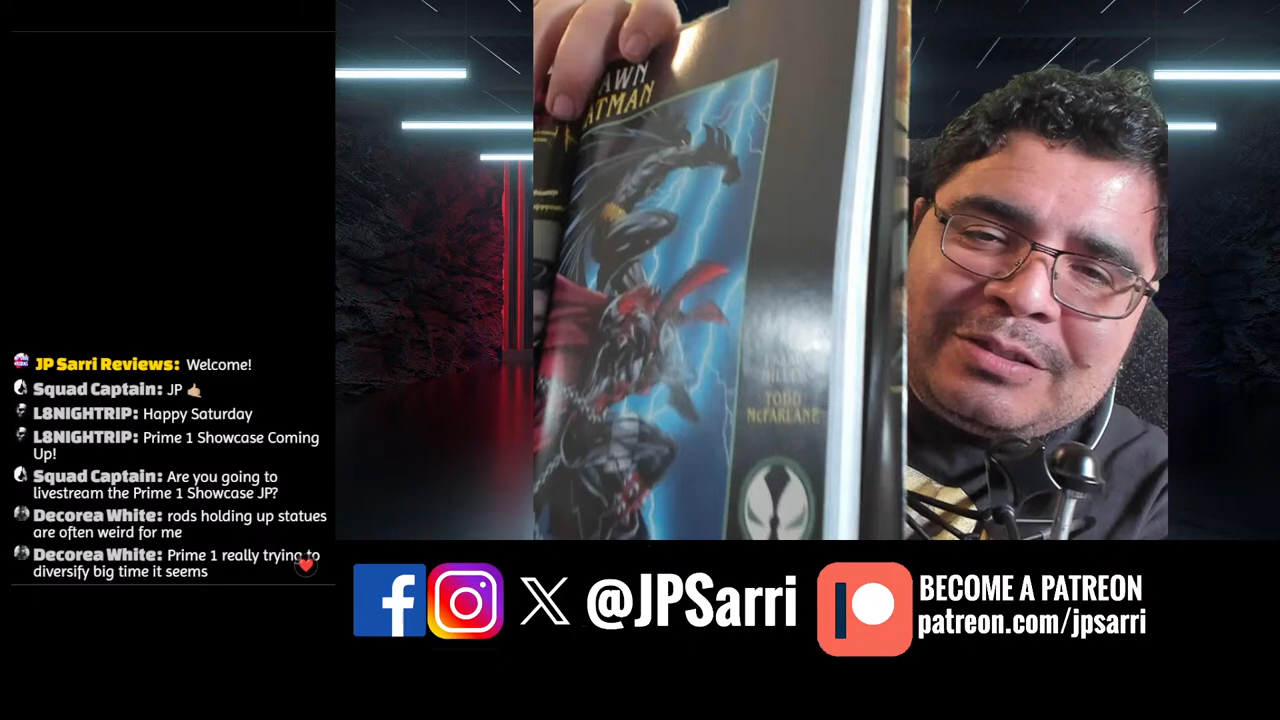 JP Sarri Reviews: Welcome!
Squad Captain: JP 🤙🏼
L8NIGHTRIP: Happy Saturday
L8NIGHTRIP: Prime 1 Showcase Coming
Up!
Squad Captain: Are you going to
livestream the Prime 1 Showcase JP?
Decorea White: rods holding up statues
are often weird for me
Decorea White: Prime 1 really trying to
diversify big time it seems
AWN
ATMAN
TODD
McFARLANE
@JPSarri
BECOME A PATREON
patreon.com/jpsarri